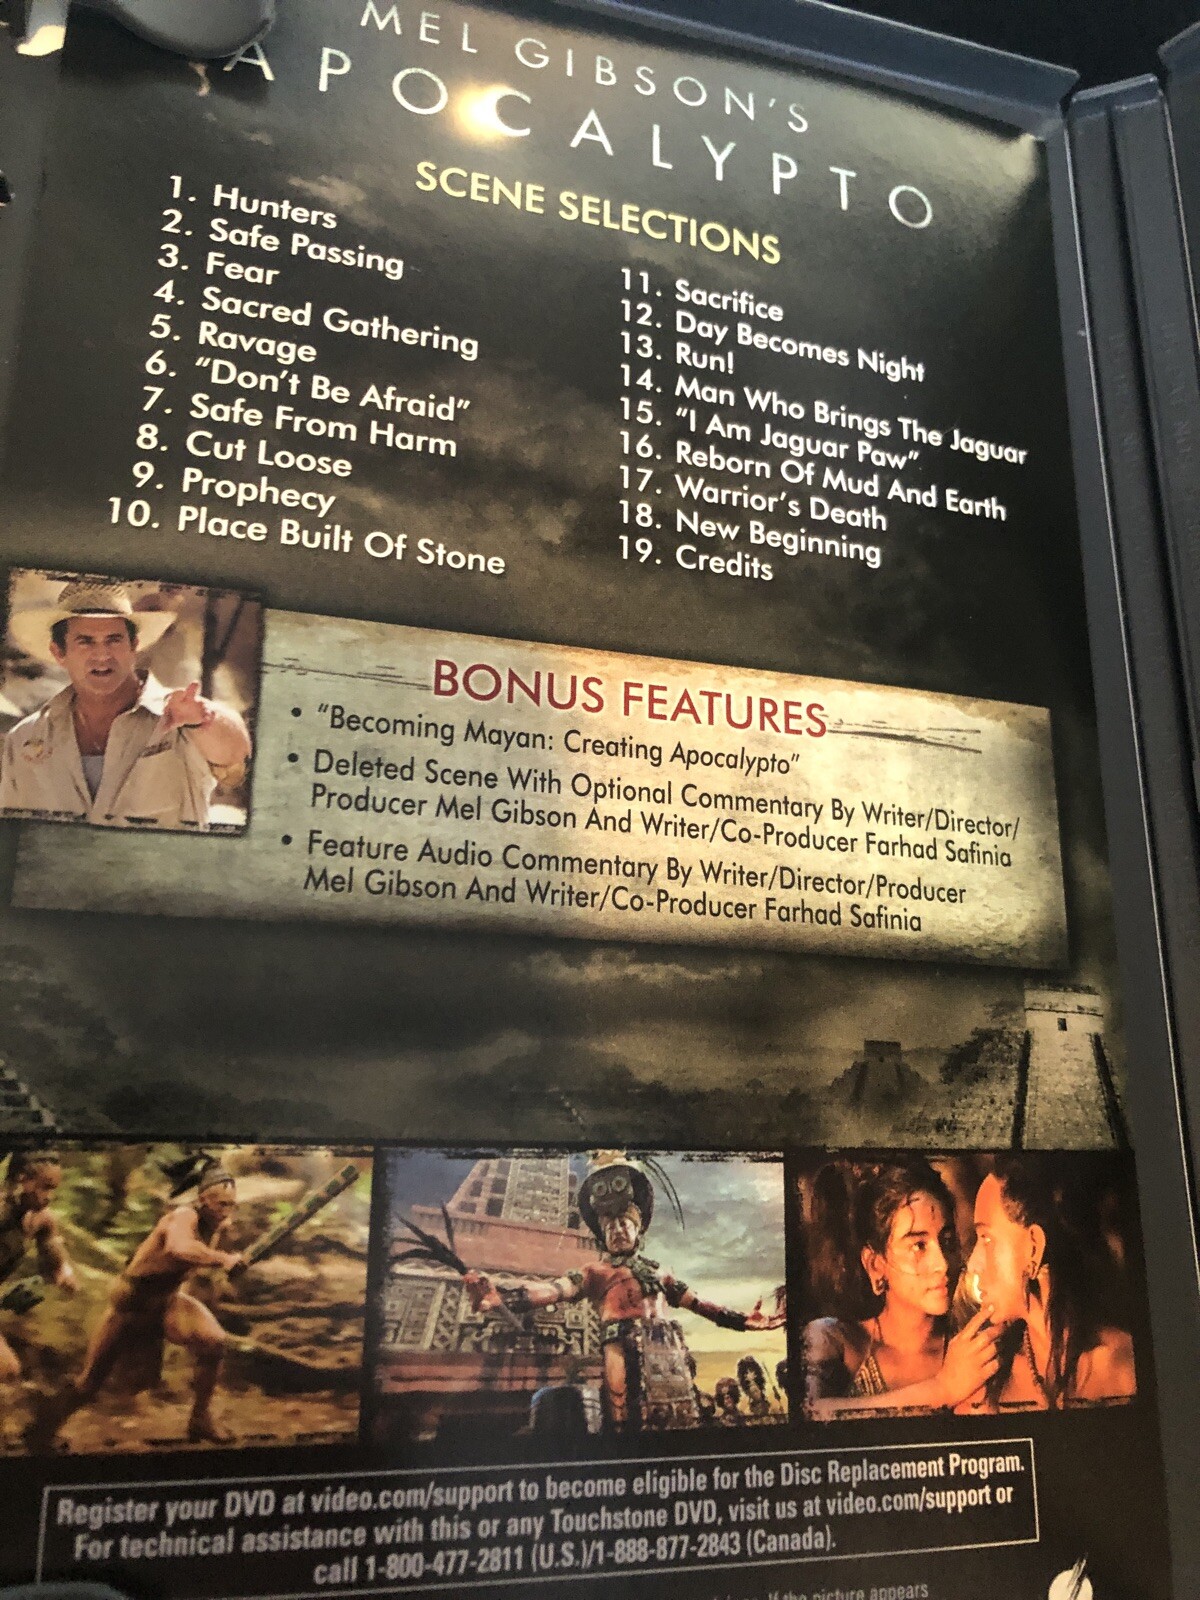 MEL GIBSON'S
APOCALYPTO
SCENE SELECTIONS
1. Hunters
2. Safe Passing
3. Fear
4. Sacred Gathering
5. Ravage
6. "Don't Be Afraid"
7. Safe From Harm
8. Cut Loose
9. Prophecy
10. Place Built Of Stone
11. Sacrifice
12. Day Becomes Night
13. Run!
14. Man Who Brings The Jaguar
15. "I Am Jaguar Paw"
16. Reborn Of Mud And Earth
17. Warrior's Death
18. New Beginning
19. Credits
BONUS FEATURES
• "Becoming Mayan: Creating Apocalypto"
• Deleted Scene With Optional Commentary By Writer/Director/
Producer Mel Gibson And Writer/Co-Producer Farhad Safinia
• Feature Audio Commentary By Writer/Director/Producer
Mel Gibson And Writer/Co-Producer Farhad Safinia
Register your DVD at video.com/support to become eligible for the Disc Replacement Program.
For technical assistance with this or any Touchstone DVD, visit us at video.com/support or
call 1-800-477-2811 (U.S.)/1-888-877-2843 (Canada).
If the picture appears